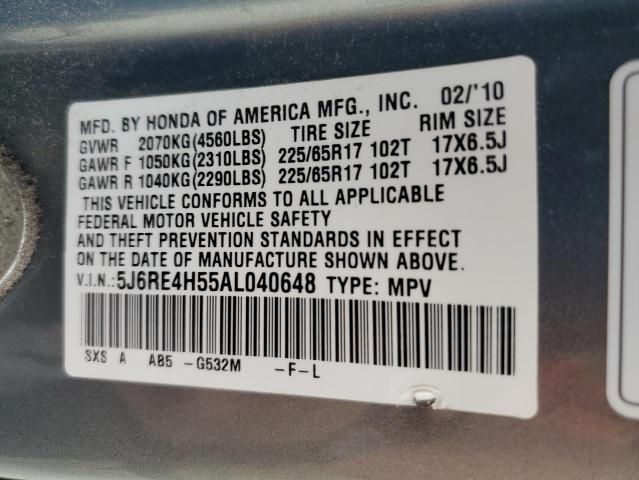 MFD. BY HONDA OF AMERICA MFG., INC. 02/'10
GVWR 2070KG(4560LBS) TIRE SIZE RIM SIZE
GAWR F 1050KG(2310LBS) 225/65R17 102T 17X6.5J
GAWR R 1040KG(2290LBS) 225/65R17 102T 17X6.5J
THIS VEHICLE CONFORMS TO ALL APPLICABLE
FEDERAL MOTOR VEHICLE SAFETY
AND THEFT PREVENTION STANDARDS IN EFFECT
ON THE DATE OF MANUFACTURE SHOWN ABOVE.
V.I.N.:5J6RE4H55AL040648 TYPE: MPV
SXS A AB5 -G532M -F-L